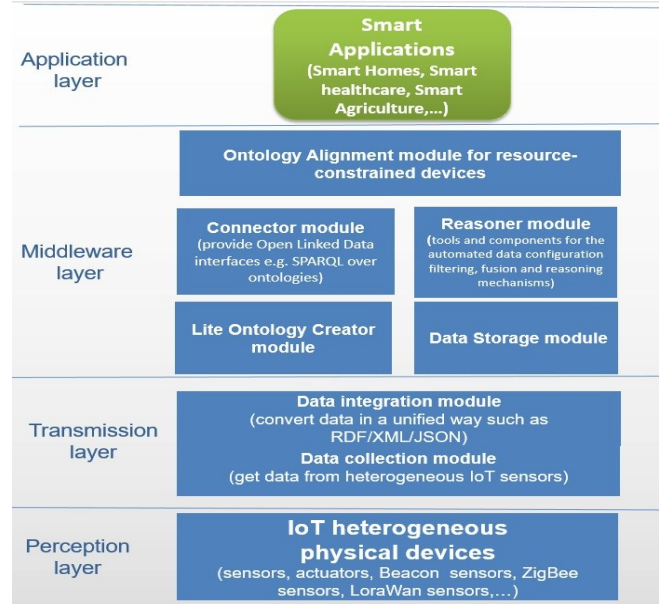 Application
layer
Smart
Applications
(Smart Homes, Smart
healthcare, Smart
Agriculture,...)
Middleware
layer
Ontology Alignment module for resource-
constrained devices
Connector module
(provide Open Linked Data
interfaces e.g. SPARQL over
ontologies)
Reasoner module
(tools and components for the
automated data configuration
filtering, fusion and reasoning
mechanisms)
Lite Ontology Creator
module
Data Storage module
Transmission
layer
Data integration module
(convert data in a unified way such as
RDF/XML/JSON)
Data collection module
(get data from heterogeneous IoT sensors)
Perception
layer
IoT heterogeneous
physical devices
(sensors, actuators, Beacon sensors, ZigBee
sensors, LoraWan sensors,...)